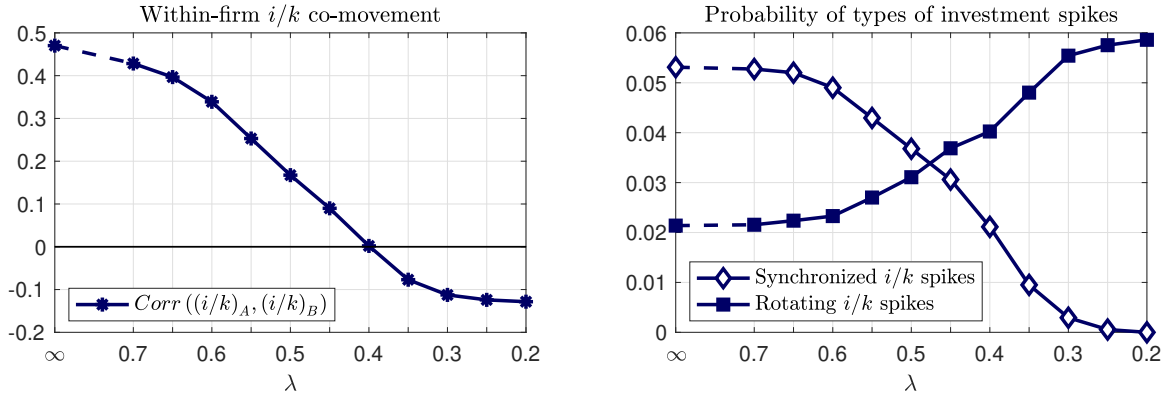 Within-firm i/k co-movement
0.5
0.4
0.3
0.2
0.1
0
-0.1
-0.2
Corr ((i/k)_A, (i/k)_B)
∞ 0.7 0.6 0.5 0.4 0.3 0.2
λ
Probability of types of investment spikes
0.06
0.05
0.04
0.03
0.02
0.01
0
Synchronized i/k spikes
Rotating i/k spikes
∞ 0.7 0.6 0.5 0.4 0.3 0.2
λ